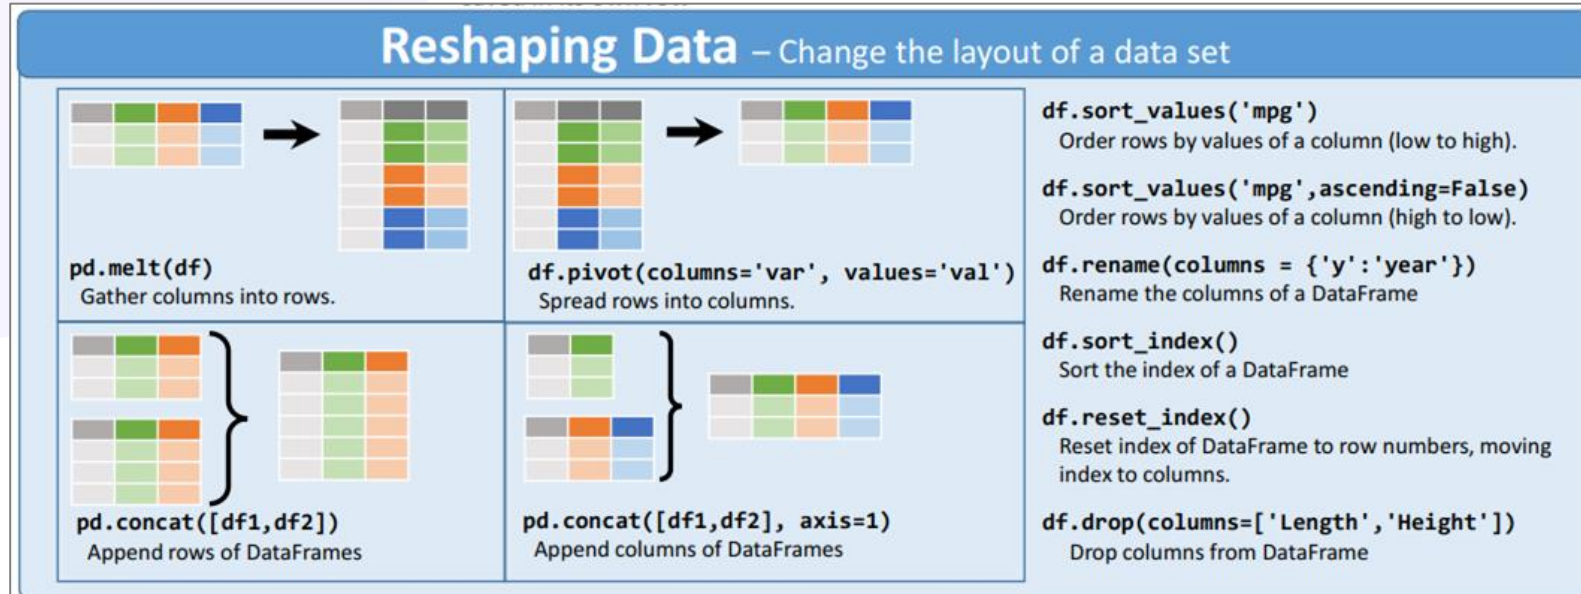 Reshaping Data – Change the layout of a data set
pd.melt(df)
Gather columns into rows.
df.pivot(columns='var', values='val')
Spread rows into columns.
pd.concat([df1,df2])
Append rows of DataFrames
pd.concat([df1,df2], axis=1)
Append columns of DataFrames
df.sort_values('mpg')
Order rows by values of a column (low to high).
df.sort_values('mpg',ascending=False)
Order rows by values of a column (high to low).
df.rename(columns = {'y':'year'})
Rename the columns of a DataFrame
df.sort_index()
Sort the index of a DataFrame
df.reset_index()
Reset index of DataFrame to row numbers, moving
index to columns.
df.drop(columns=['Length','Height'])
Drop columns from DataFrame